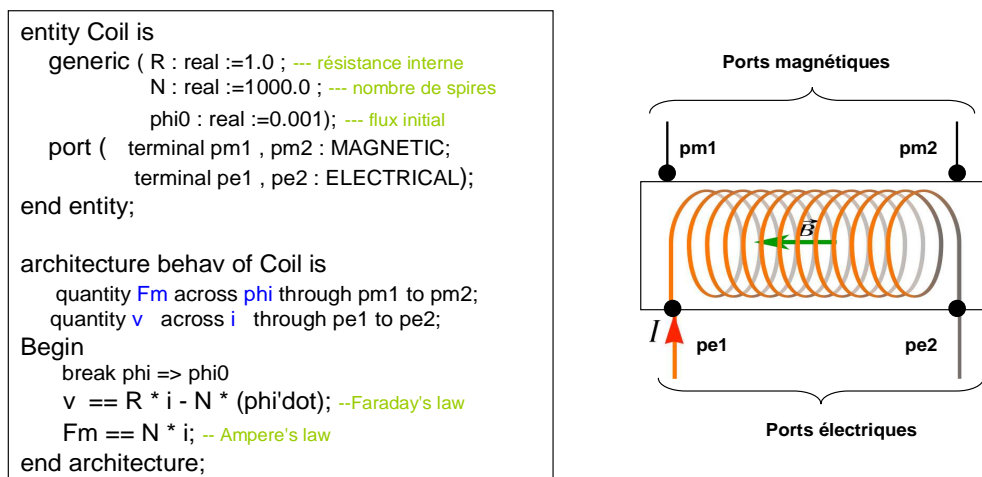 entity Coil is
generic ( R : real :=1.0 ; --- résistance interne
N : real :=1000.0 ; --- nombre de spires
phi0 : real :=0.001); --- flux initial
port ( terminal pm1 , pm2 : MAGNETIC;
terminal pe1 , pe2 : ELECTRICAL);
end entity;
architecture behav of Coil is
quantity Fm across phi through pm1 to pm2;
quantity v across i through pe1 to pe2;
Begin
break phi => phi0
v == R * i - N * (phi'dot); --Faraday's law
Fm == N * i; -- Ampere's law
end architecture;
Ports magnétiques
pm1 pm2
B
I pe1 pe2
Ports électriques